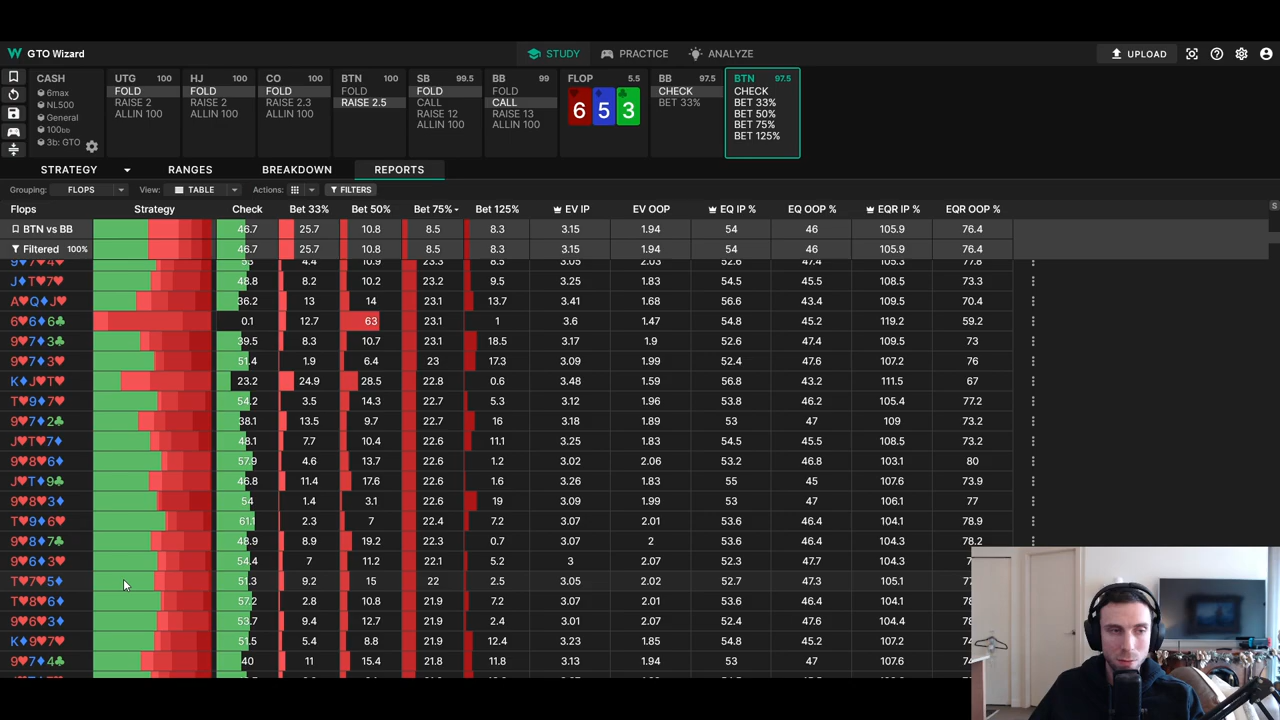 GTO Wizard
STUDY PRACTICE ANALYZE
UPLOAD
CASH
6max
NL500
General
100bb
3b: GTO
UTG 100
FOLD
RAISE 2
ALLIN 100
HJ 100
FOLD
RAISE 2
ALLIN 100
CO 100
FOLD
RAISE 2.3
ALLIN 100
BTN 100
FOLD
RAISE 2.5
SB 99.5
FOLD
CALL
RAISE 12
ALLIN 100
BB 99
FOLD
CALL
RAISE 13
ALLIN 100
FLOP 5.5
6 5 3
BB 97.5
CHECK
BET 33%
BTN 97.5
CHECK
BET 33%
BET 50%
BET 75%
BET 125%
STRATEGY RANGES BREAKDOWN REPORTS
Grouping: FLOPS View: TABLE Actions: FILTERS
Flops Strategy Check Bet 33% Bet 50% Bet 75% Bet 125% EV IP EV OOP EQ IP % EQ OOP % EQR IP % EQR OOP % S
BTN vs BB 46.7 25.7 10.8 8.5 8.3 3.15 1.94 54 46 105.9 76.4
Filtered 100% 46.7 25.7 10.8 8.5 8.3 3.15 1.94 54 46 105.9 76.4
9♦7♥4♥ 53 4.4 10.9 23.3 8.5 3.05 2.03 52.6 47.4 105.3 77.8
J♦T♥7♥ 48.8 8.2 10.2 23.2 9.5 3.25 1.83 54.5 45.5 108.5 73.3
A♥Q♦J♥ 36.2 13 14 23.1 13.7 3.41 1.68 56.6 43.4 109.5 70.4
6♥6♦6♣ 0.1 12.7 63 23.1 1 3.6 1.47 54.8 45.2 119.2 59.2
9♥7♦3♣ 39.5 8.3 10.7 23.1 18.5 3.17 1.9 52.6 47.4 109.5 73
9♥7♦3♥ 51.4 1.9 6.4 23 17.3 3.09 1.99 52.4 47.6 107.2 76
K♦J♥T♥ 23.2 24.9 28.5 22.8 0.6 3.48 1.59 56.8 43.2 111.5 67
T♥9♦7♥ 54.2 3.5 14.3 22.7 5.3 3.12 1.96 53.8 46.2 105.4 77.2
9♥7♦2♣ 38.1 13.5 9.7 22.7 16 3.18 1.89 53 47 109 73.2
J♥T♥7♦ 48.1 7.7 10.4 22.6 11.1 3.25 1.83 54.5 45.5 108.5 73.2
9♥8♥6♦ 57.9 4.6 13.7 22.6 1.2 3.02 2.06 53.2 46.8 103.1 80
J♥T♦9♣ 46.8 11.4 17.6 22.6 1.6 3.26 1.83 55 45 107.6 73.9
9♥8♥3♦ 54 1.4 3.1 22.6 19 3.09 1.99 53 47 106.1 77
T♥9♦6♥ 61.1 2.3 7 22.4 7.2 3.07 2.01 53.6 46.4 104.1 78.9
9♥8♦7♣ 48.9 8.9 19.2 22.3 0.7 3.07 2 53.6 46.4 104.3 78.2
9♥6♦3♥ 54.4 7 11.2 22.1 5.2 3 52.3 47.7 104.3
T♥7♥5♦ 51.3 9.2 15 22 2.5 3.05 2.02 52.7 47.3 105.1
T♥8♥6♦ 57.2 2.8 10.8 21.9 7.2 3.07 2.01 53.6 46.4 104.1
9♥6♥3♦ 53.7 9.4 12.7 21.9 2.4 3.01 2.07 52.4 47.6 104.4
K♦9♥7♥ 51.5 5.4 8.8 21.9 12.4 3.23 1.85 54.8 45.2 107.2
9♥7♦4♣ 40 11 15.4 21.8 11.8 3.13 1.94 53 47 107.6